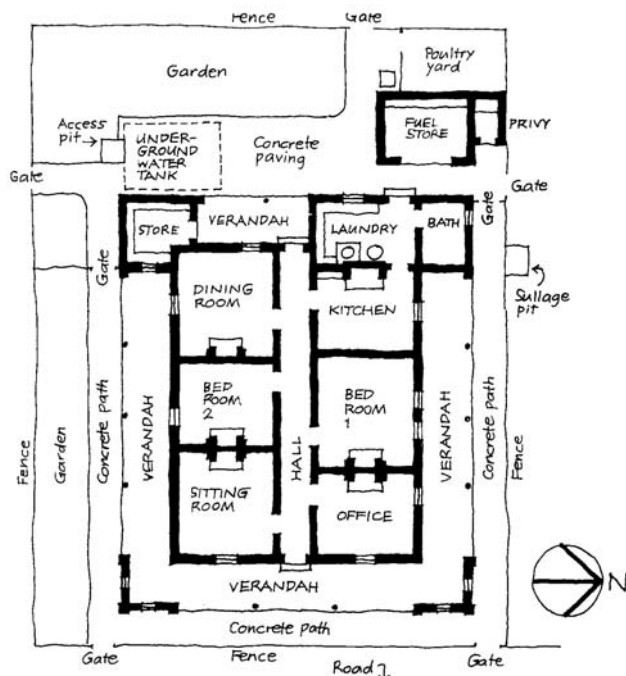 Fence
Gate
Garden
Poultry
yard
Access
pit
UNDER-
GROUND
WATER
TANK
Concrete
paving
FUEL
STORE
PRIVY
Gate
Gate
Gate
STORE
VERANDAH
LAUNDRY
BATH
Gate
DINING
ROOM
KITCHEN
Sullage
pit
BED
ROOM
2
BED
ROOM
1
HALL
SITTING
ROOM
OFFICE
Fence
Garden
Concrete path
VERANDAH
VERANDAH
Concrete path
Fence
VERANDAH
Concrete path
Gate
Fence
Road
Gate
N